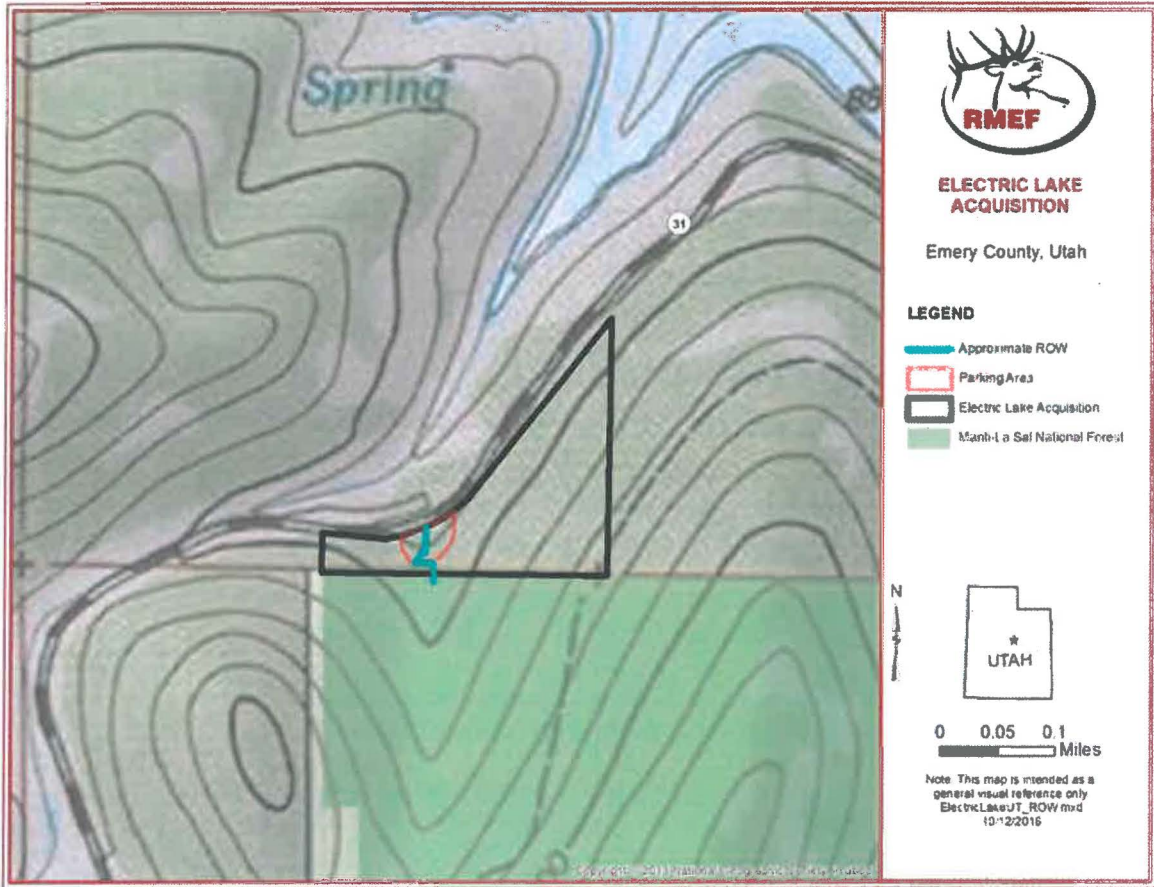 Spring
31
RMEF
ELECTRIC LAKE
ACQUISITION
Emery County, Utah
LEGEND
Approximate ROW
Parking Area
Electric Lake Acquisition
Manti-La Sal National Forest
N
UTAH
0 0.05 0.1
Miles
Note: This map is intended as a
general visual reference only
ElectricLakeUT_ROW.mxd
10/12/2016